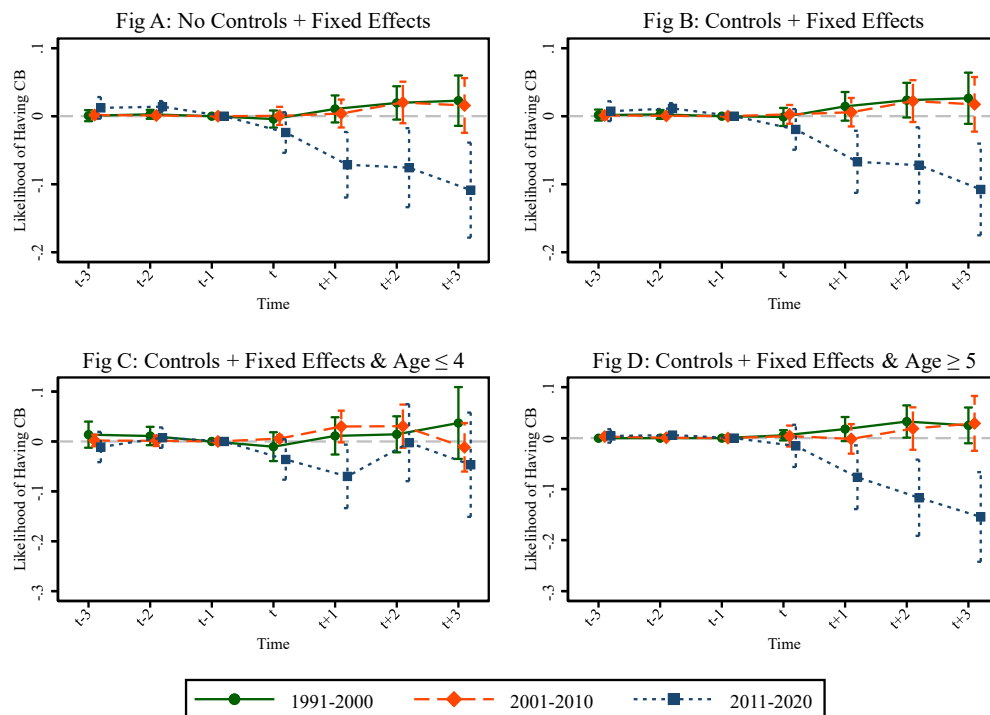 Fig A: No Controls + Fixed Effects
Likelihood of Having CB
.1
0
-.1
-.2
t-3
t-2
t-1
t
t+1
t+2
t+3
Time
Fig B: Controls + Fixed Effects
Likelihood of Having CB
.1
0
-.1
-.2
t-3
t-2
t-1
t
t+1
t+2
t+3
Time
Fig C: Controls + Fixed Effects & Age ≤ 4
Likelihood of Having CB
.1
0
-.1
-.2
-.3
t-3
t-2
t-1
t
t+1
t+2
t+3
Time
Fig D: Controls + Fixed Effects & Age ≥ 5
Likelihood of Having CB
.1
0
-.1
-.2
-.3
t-3
t-2
t-1
t
t+1
t+2
t+3
Time
1991-2000
2001-2010
2011-2020